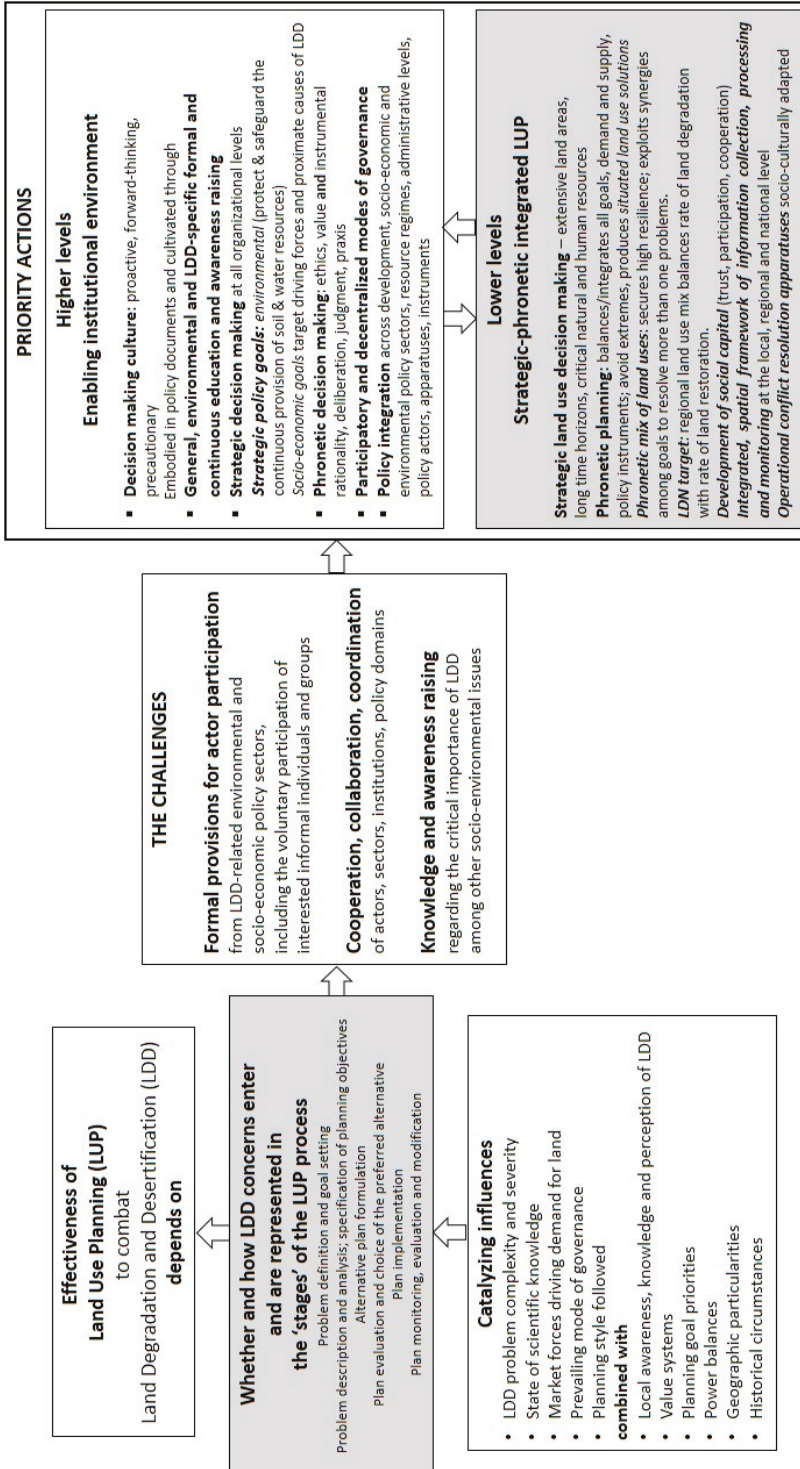 Effectiveness of
Land Use Planning (LUP)
to combat
Land Degradation and Desertification (LDD)
depends on
Whether and how LDD concerns enter
and are represented in
the ‘stages’ of the LUP process
Problem definition and goal setting
Problem description and analysis; specification of planning objectives
Alternative plan formulation
Plan evaluation and choice of the preferred alternative
Plan implementation
Plan monitoring, evaluation and modification
Catalyzing influences
• LDD problem complexity and severity
• State of scientific knowledge
• Market forces driving demand for land
• Prevailing mode of governance
• Planning style followed
combined with
• Local awareness, knowledge and perception of LDD
• Value systems
• Planning goal priorities
• Power balances
• Geographic particularities
• Historical circumstances
THE CHALLENGES
Formal provisions for actor participation
from LDD-related environmental and
socio-economic policy sectors,
including the voluntary participation of
interested informal individuals and groups
Cooperation, collaboration, coordination
of actors, sectors, institutions, policy domains
Knowledge and awareness raising
regarding the critical importance of LDD
among other socio-environmental issues
PRIORITY ACTIONS
Higher levels
Enabling institutional environment
▪ Decision making culture: proactive, forward-thinking,
precautionary
Embodied in policy documents and cultivated through
▪ General, environmental and LDD-specific formal and
continuous education and awareness raising
▪ Strategic decision making at all organizational levels
Strategic policy goals: environmental (protect & safeguard the
continuous provision of soil & water resources)
Socio-economic goals target driving forces and proximate causes of LDD
▪ Phronetic decision making: ethics, value and instrumental
rationality, deliberation, judgment, praxis
▪ Participatory and decentralized modes of governance
▪ Policy integration across development, socio-economic and
environmental policy sectors, resource regimes, administrative levels,
policy actors, apparatuses, instruments
Lower levels
Strategic-phronetic integrated LUP
Strategic land use decision making – extensive land areas,
long time horizons, critical natural and human resources
Phronetic planning: balances/integrates all goals, demand and supply,
policy instruments; avoid extremes, produces situated land use solutions
Phronetic mix of land uses: secures high resilience; exploits synergies
among goals to resolve more than one problems.
LDN target: regional land use mix balances rate of land degradation
with rate of land restoration.
Development of social capital (trust, participation, cooperation)
Integrated, spatial framework of information collection, processing
and monitoring at the local, regional and national level
Operational conflict resolution apparatuses socio-culturally adapted